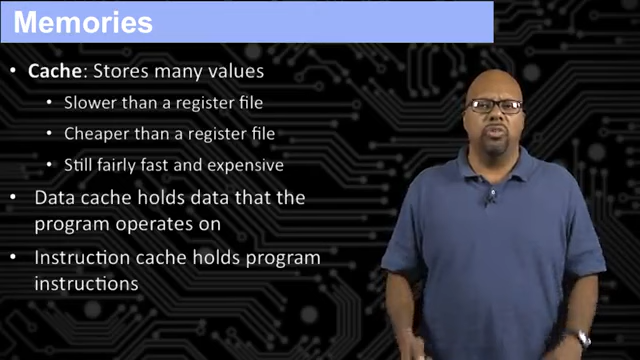 Memories
• Cache: Stores many values
• Slower than a register file
• Cheaper than a register file
• Still fairly fast and expensive
• Data cache holds data that the
program operates on
• Instruction cache holds program
instructions